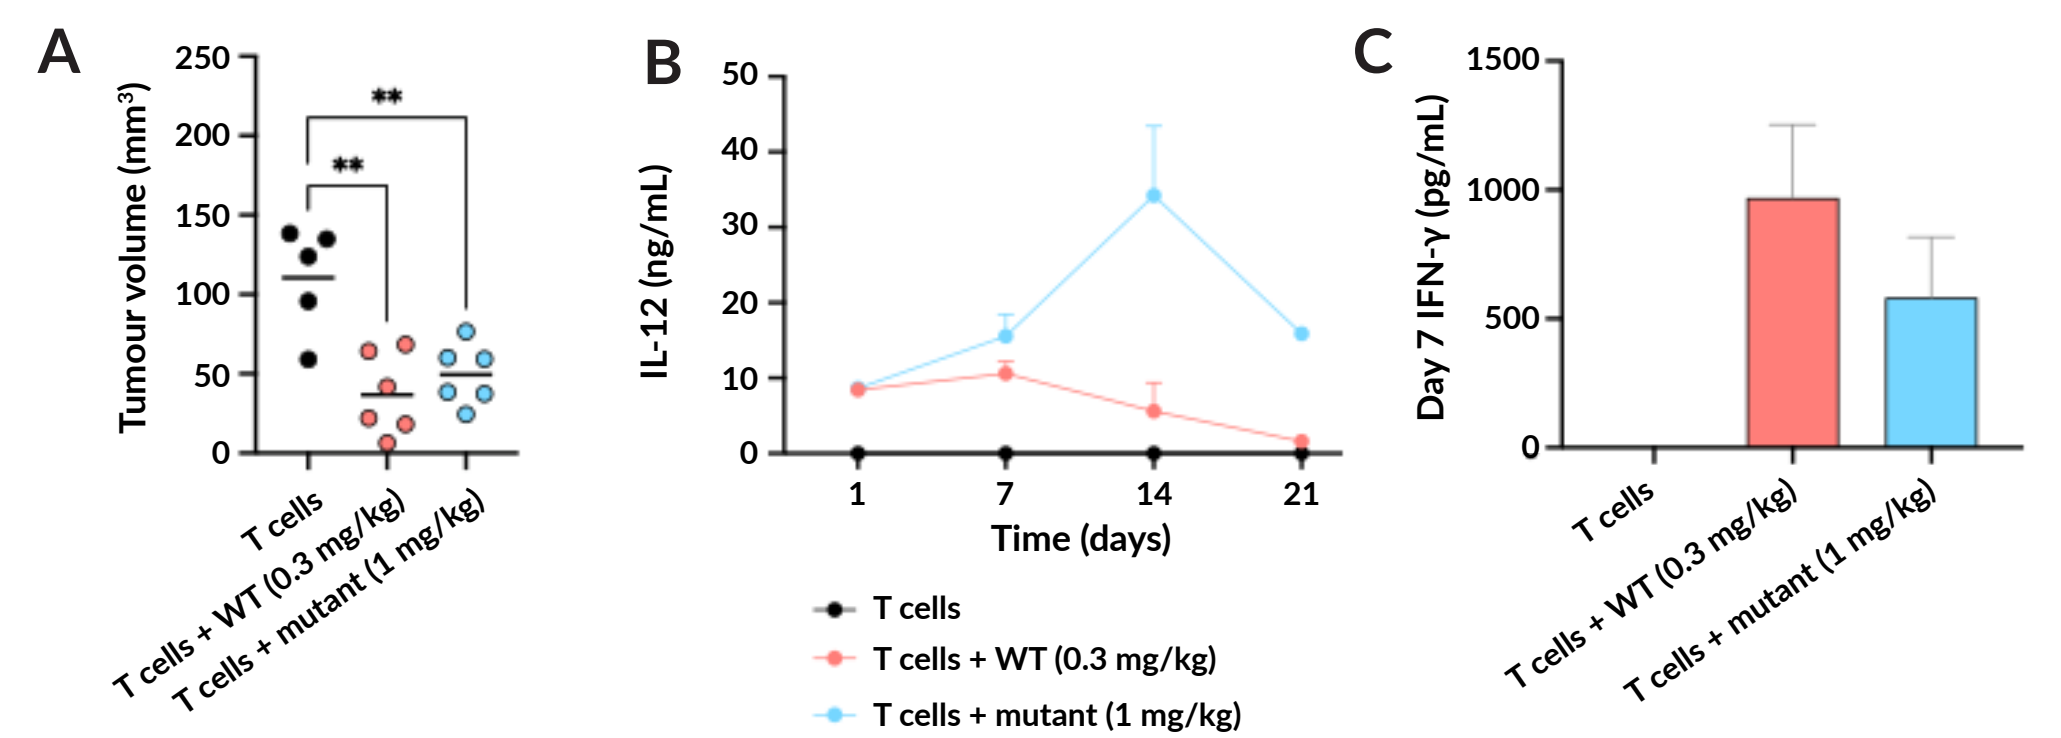 A
Tumour volume (mm³)
250
200
150
100
50
0
**
**
T cells
T cells + WT (0.3 mg/kg)
T cells + mutant (1 mg/kg)
B
IL-12 (ng/mL)
50
40
30
20
10
0
1 7 14 21
Time (days)
T cells
T cells + WT (0.3 mg/kg)
T cells + mutant (1 mg/kg)
C
Day 7 IFN-γ (pg/mL)
1500
1000
500
0
T cells
T cells + WT (0.3 mg/kg)
T cells + mutant (1 mg/kg)